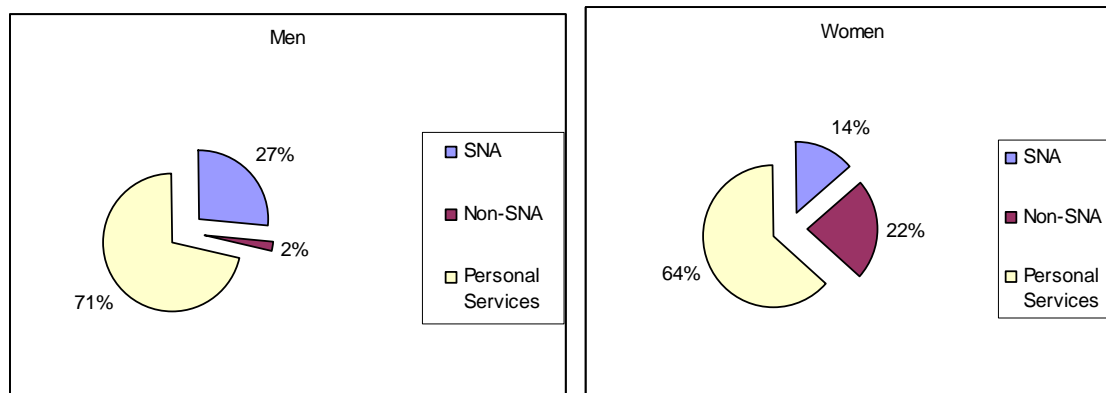 Men
27%
2%
71%
SNA
Non-SNA
Personal
Services
Women
14%
22%
64%
SNA
Non-SNA
Personal
Services